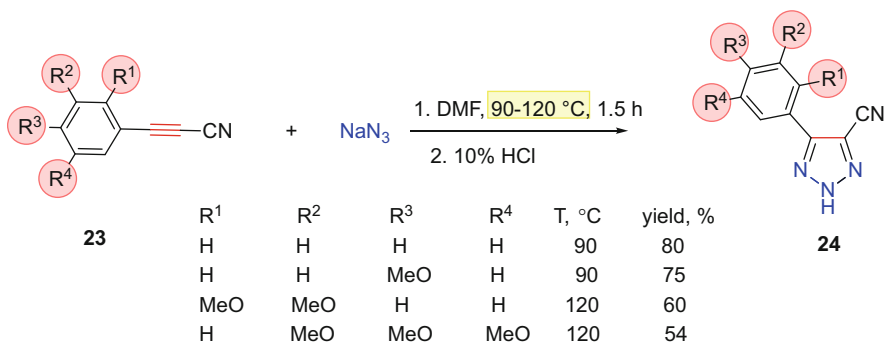 R² R¹
R³ CN
R⁴
23
+
NaN₃
1. DMF, 90-120 °C, 1.5 h
2. 10% HCl
R³ R²
R¹
R⁴
CN
N N
N
H
24
R¹ R² R³ R⁴ T, °C yield, %
H H H H 90 80
H H MeO H 90 75
MeO MeO H H 120 60
H MeO MeO MeO 120 54